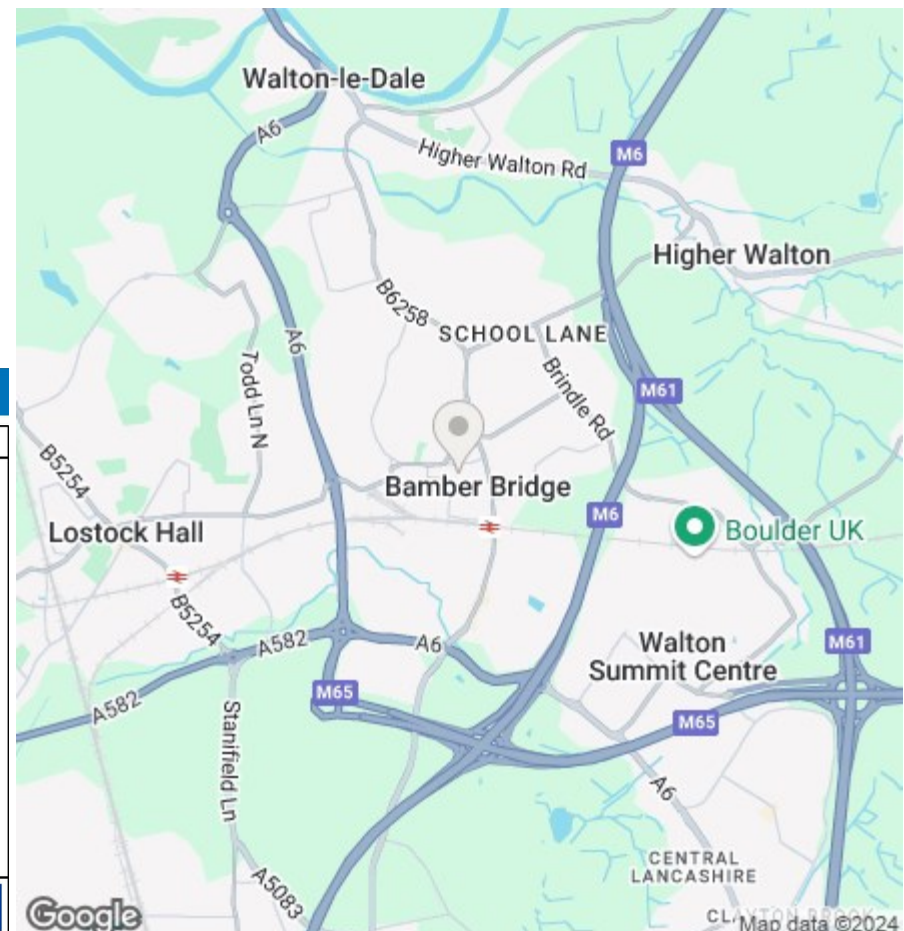 Walton-le-Dale
A6
Higher Walton Rd
M6
Higher Walton
B6258
SCHOOL LANE
A6
Todd Ln N
Brindle Rd
M61
B5254
Bamber Bridge
M6
Boulder UK
Lostock Hall
B5254
A582
A6
Walton
Summit Centre
M61
M65
A582
M65
Stanifield Ln
A6
CENTRAL
LANCASHIRE
A5083
CLAYTON BROOK
Google
Map data ©2024